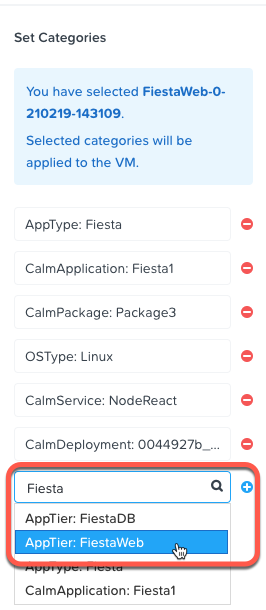 Set Categories
You have selected FiestaWeb-0-
210219-143109.
Selected categories will be
applied to the VM.
AppType: Fiesta
CalmApplication: Fiesta1
CalmPackage: Package3
OSType: Linux
CalmService: NodeReact
CalmDeployment: 0044927b_...
Fiesta
AppTier: FiestaDB
AppTier: FiestaWeb
AppType: Fiesta
CalmApplication: Fiesta1